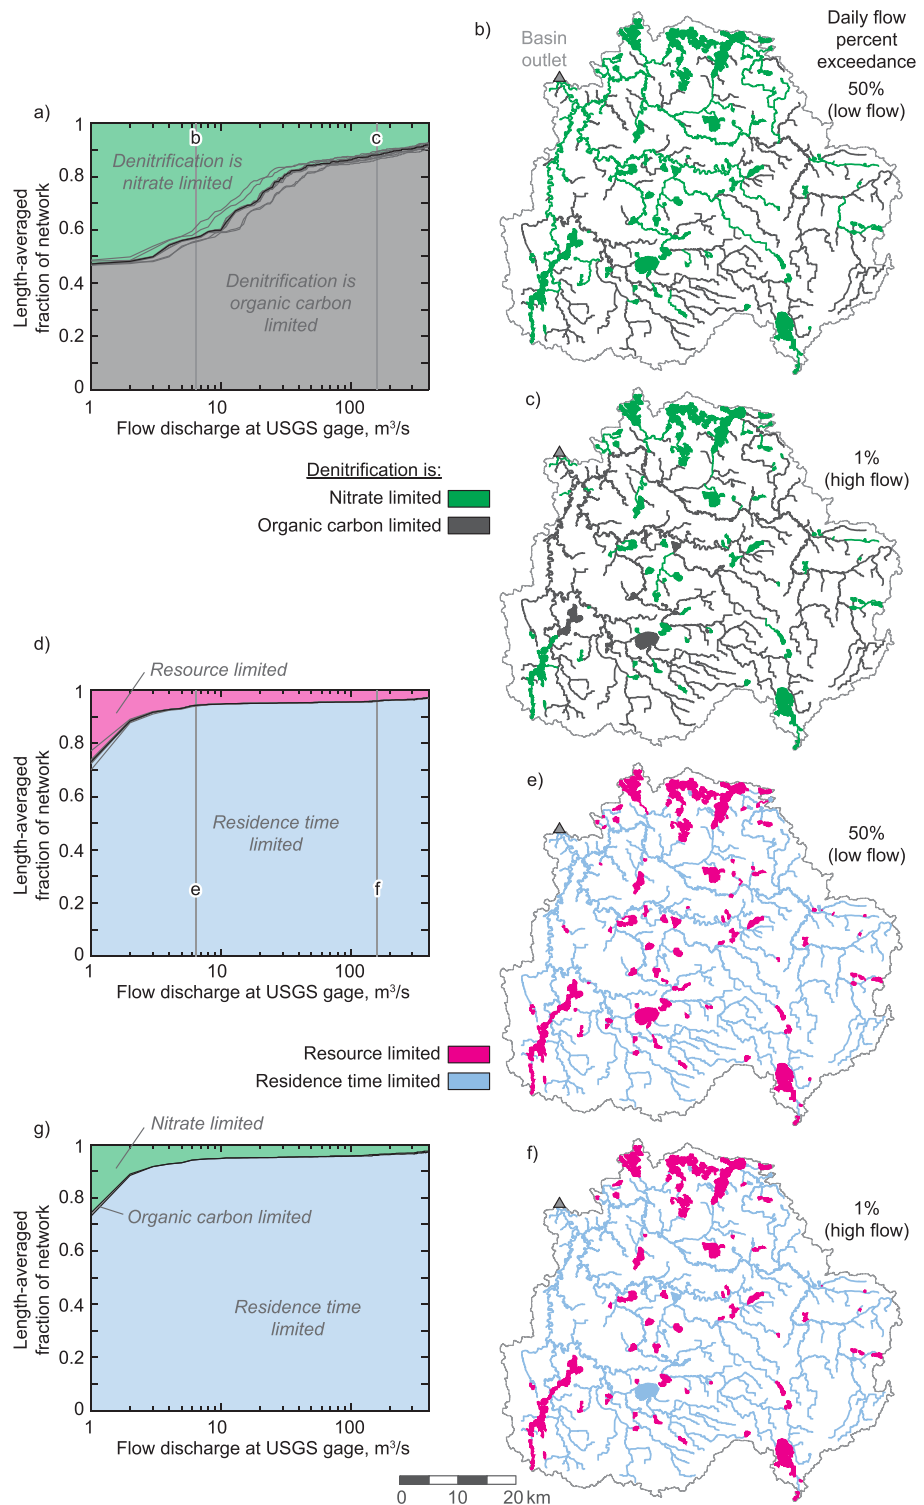 b)
Basin
outlet
Daily flow
percent
exceedance
50%
(low flow)
a)
1
0.8
0.6
0.4
0.2
0
Length-averaged
fraction of network
b
c
Denitrification is
nitrate limited
Denitrification is
organic carbon
limited
1
10
100
Flow discharge at USGS gage, m³/s
Denitrification is:
Nitrate limited
Organic carbon limited
c)
1%
(high flow)
d)
Resource limited
1
0.8
0.6
0.4
0.2
0
Length-averaged
fraction of network
Residence time
limited
e
f
1
10
100
Flow discharge at USGS gage, m³/s
Resource limited
Residence time limited
e)
50%
(low flow)
g)
Nitrate limited
1
0.8
0.6
0.4
0.2
0
Length-averaged
fraction of network
Organic carbon limited
Residence time
limited
1
10
100
Flow discharge at USGS gage, m³/s
f)
1%
(high flow)
0
10
20 km